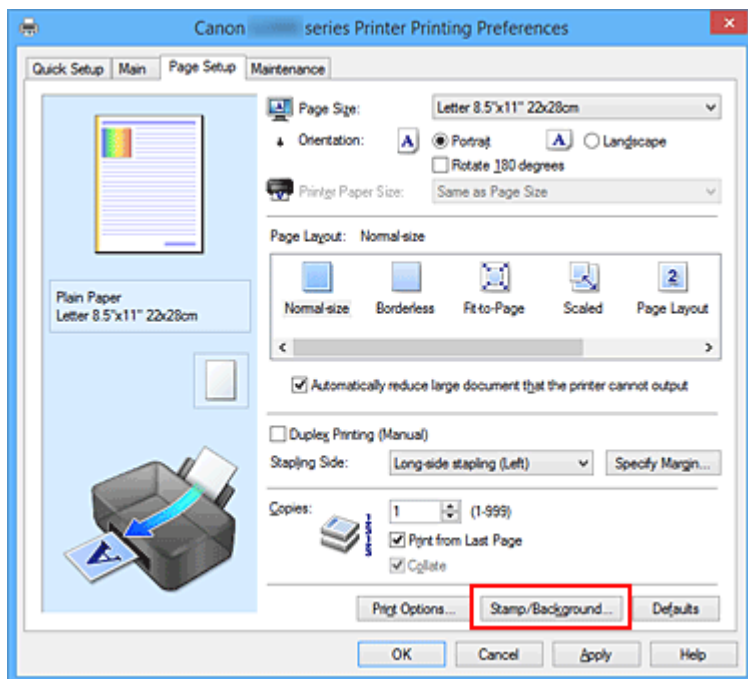 Canon series Printer Printing Preferences
Quick Setup Main Page Setup Maintenance
Page Size: Letter 8.5"x11" 22x28cm
Orientation: A Portrait A Landscape
Rotate 180 degrees
Printer Paper Size: Same as Page Size
Page Layout: Normal-size
2
Normal-size Borderless Fit-to-Page Scaled Page Layout
Plain Paper
Letter 8.5"x11" 22x28cm
Automatically reduce large document that the printer cannot output
Duplex Printing (Manual)
Stapling Side: Long-side stapling (Left) Specify Margin...
Copies: 1 (1-999)
Print from Last Page
Collate
A
Print Options... Stamp/Background... Defaults
OK Cancel Apply Help